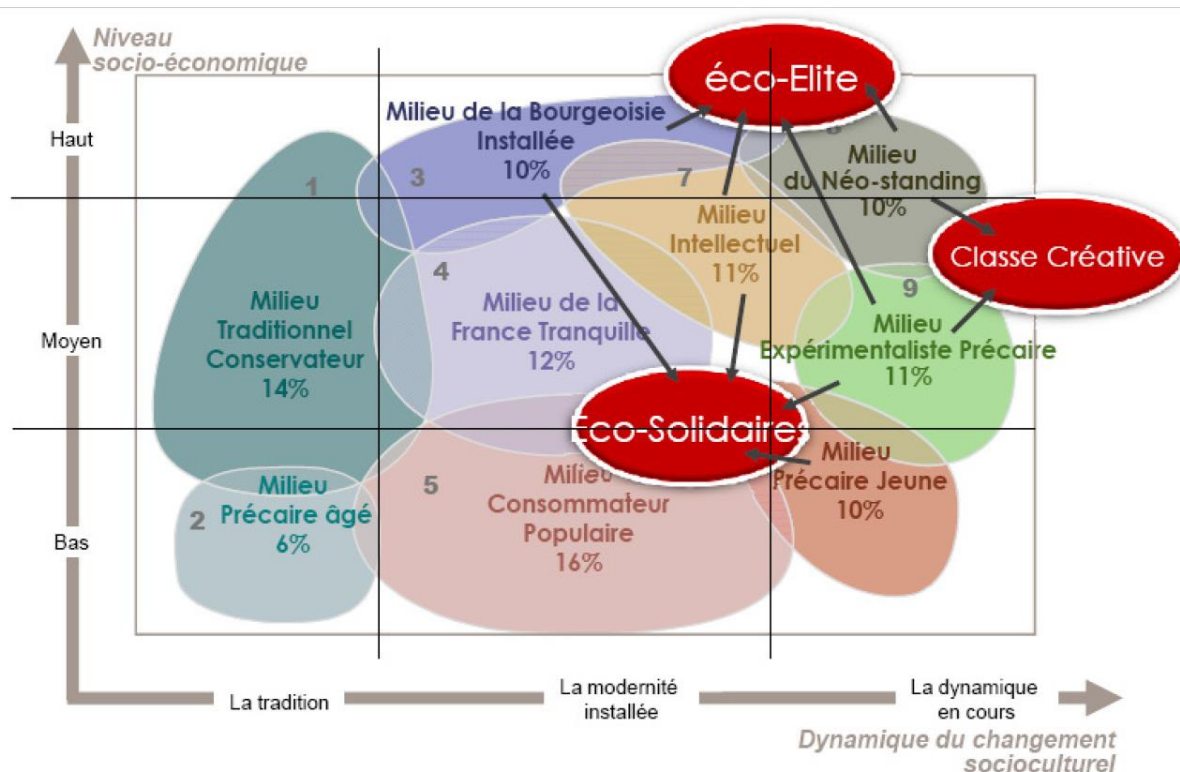 Niveau
socio-économique
éco-Elite
Haut
Milieu de la Bourgeoisie
Installée
10%
1
3
7
8
Milieu
du Néo-standing
10%
Milieu
Intellectuel
11%
Classe Créative
4
9
Moyen
Milieu
Traditionnel
Conservateur
14%
Milieu de la
France Tranquille
12%
Milieu
Expérimentaliste Précaire
11%
Eco-Solidaires
Bas
2
Milieu
Précaire âgé
6%
5
Milieu
Consommateur
Populaire
16%
Milieu
Précaire Jeune
10%
La tradition
La modernité
installée
La dynamique
en cours
Dynamique du changement
socioculturel